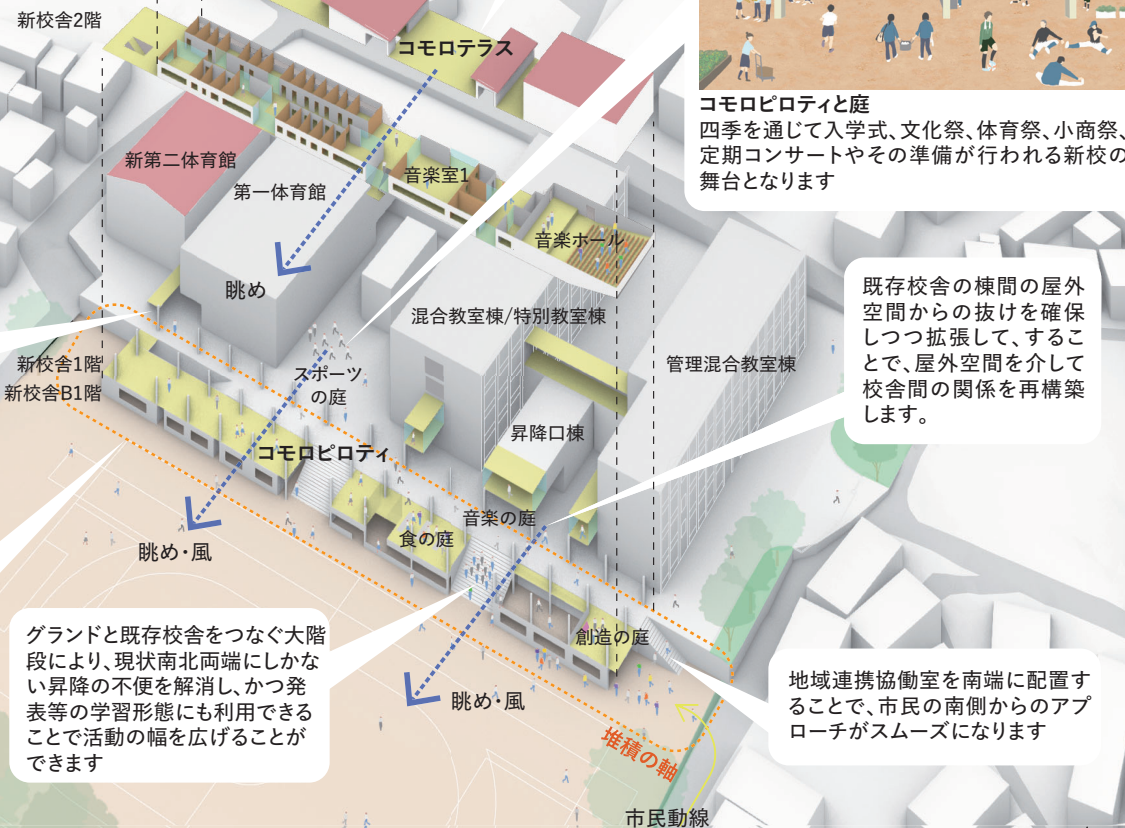 新校舎2階
コモロテラス
コモロピロティと庭
四季を通じて入学式、文化祭、体育祭、小商祭、
定期コンサートやその準備が行われる新校の
舞台となります
新第二体育館
第一体育館
音楽室1
音楽ホール
眺め
混合教室棟/特別教室棟
管理混合教室棟
既存校舎の棟間の屋外
空間からの抜けを確保
しつつ拡張して、するこ
とで、屋外空間を介して
校舎間の関係を再構築
します。
新校舎1階
新校舎B1階
スポーツ
の庭
昇降口棟
コモロピロティ
音楽の庭
食の庭
眺め・風
グランドと既存校舎をつなぐ大階
段により、現状南北両端にしかな
い昇降の不便を解消し、かつ発
表等の学習形態にも利用できる
ことで活動の幅を広げることが
できます
創造の庭
眺め・風
地域連携協働室を南端に配置す
ることで、市民の南側からのアプ
ローチがスムーズになります
堆積の軸
市民動線